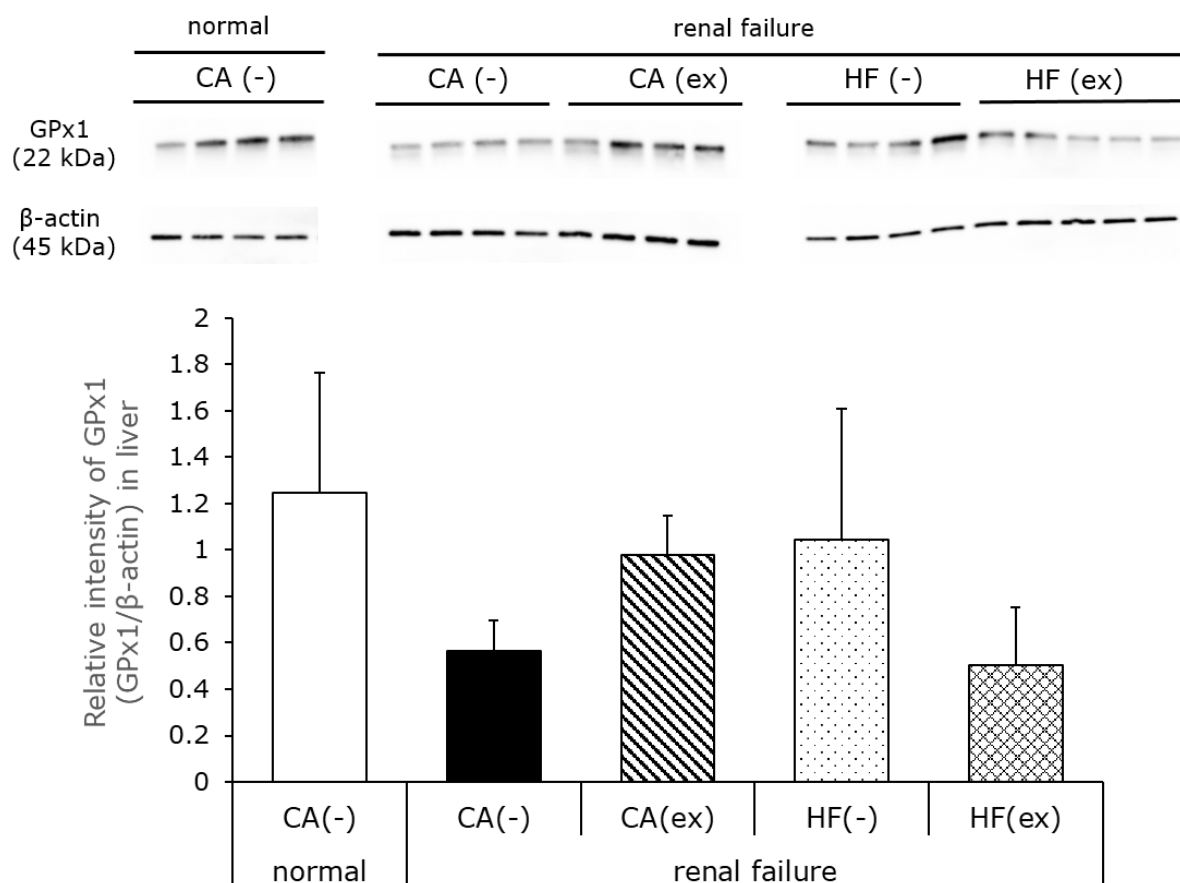 normal
renal failure
CA (-)
CA (-)
CA (ex)
HF (-)
HF (ex)
GPx1
(22 kDa)
β-actin
(45 kDa)
Relative intensity of GPx1
(GPx1/β-actin) in liver
2
1.8
1.6
1.4
1.2
1
0.8
0.6
0.4
0.2
0
CA(-)
CA(-)
CA(ex)
HF(-)
HF(ex)
normal
renal failure